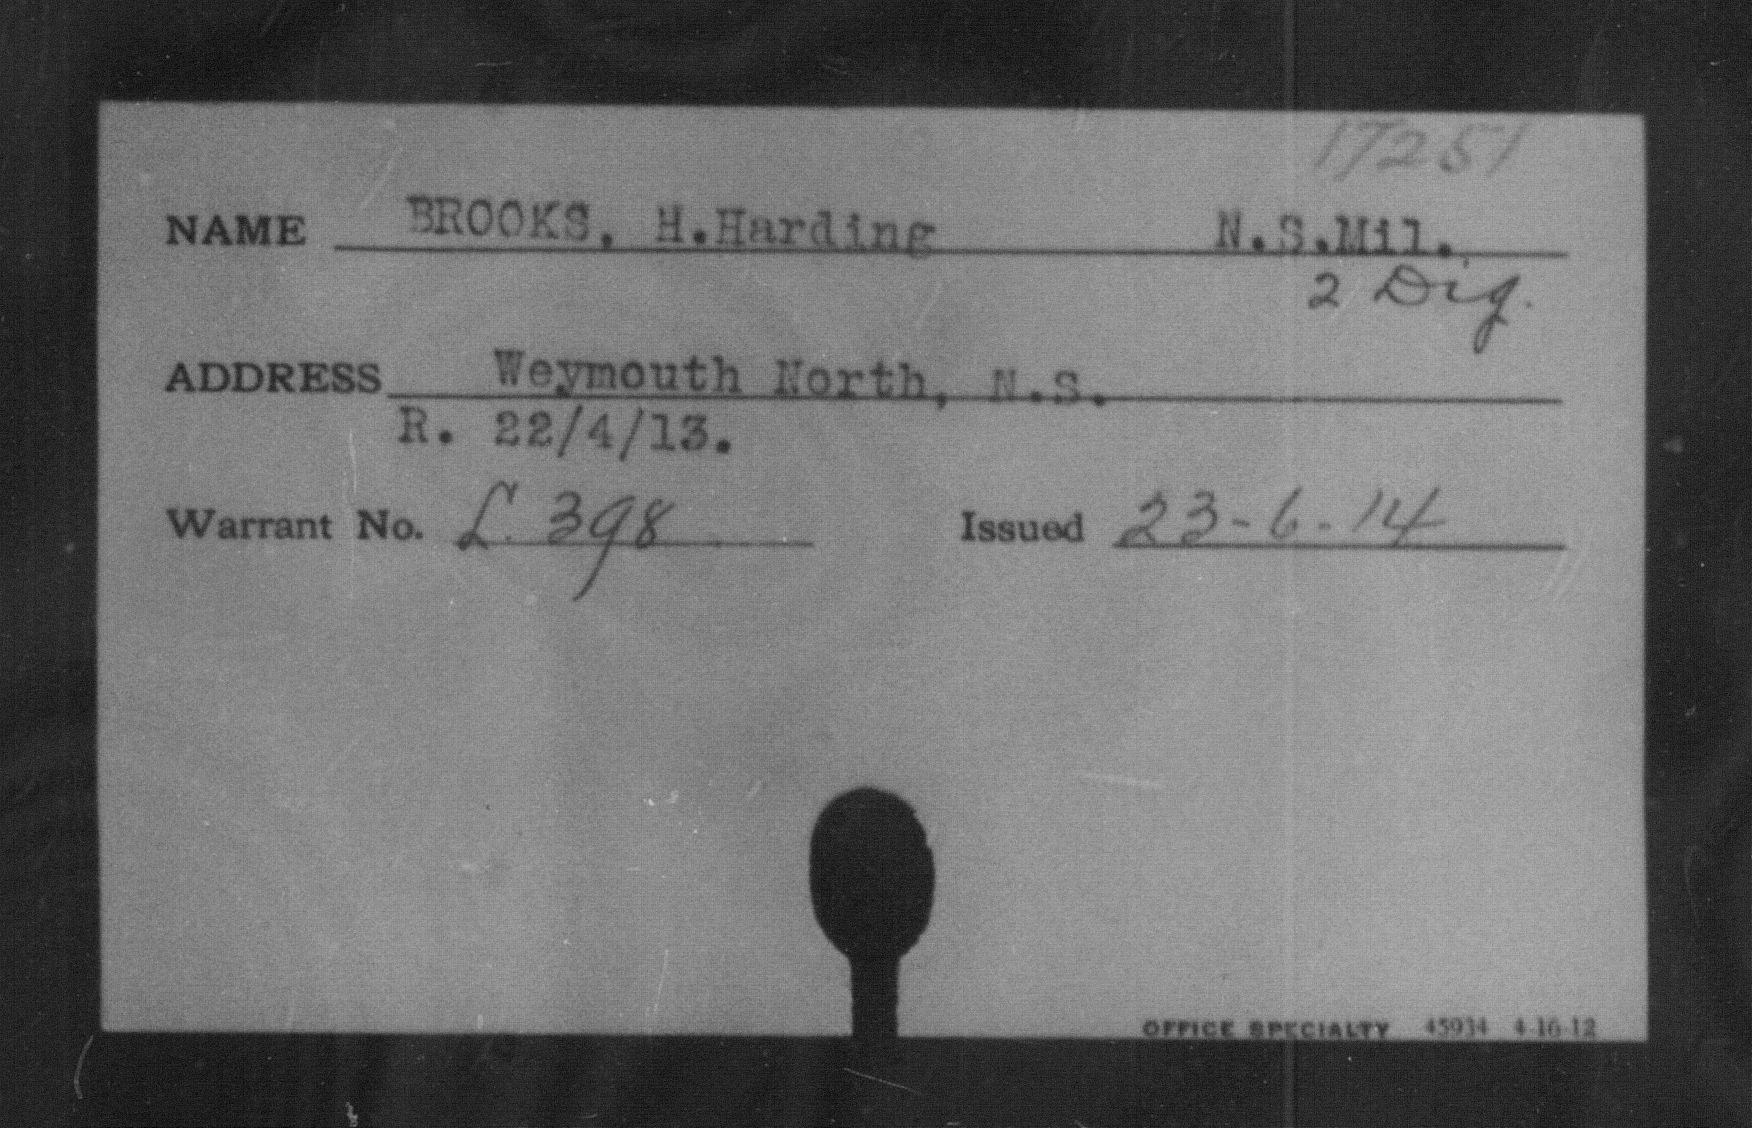 17251
NAME BROOKS, H.Harding N.S.Mil.
2 Dig.
ADDRESS Weymouth North, N.S.
R. 22/4/13.
Warrant No. L. 398 Issued 23-6-14
OFFICE SPECIALTY 45934 4-16-12